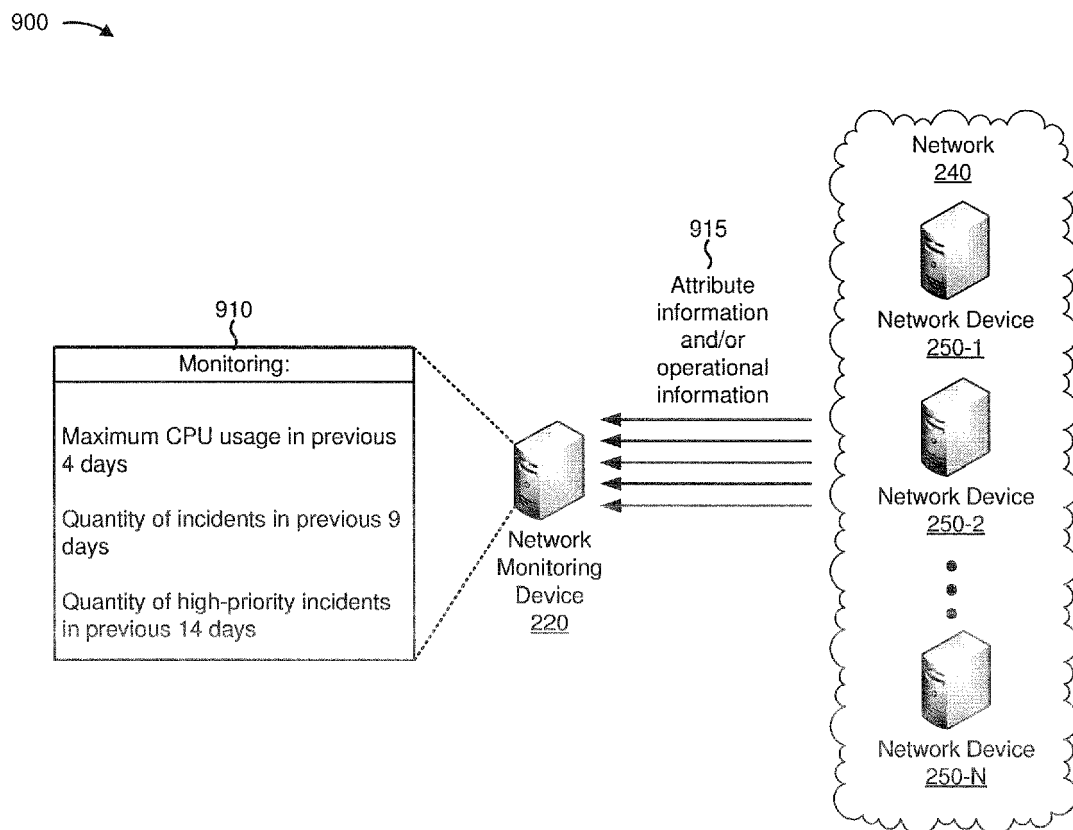 900
Network
240
915
Attribute
information
and/or
operational
information
Network Device
250-1
910
Monitoring:
Maximum CPU usage in previous
4 days
Quantity of incidents in previous 9
days
Quantity of high-priority incidents
in previous 14 days
Network
Monitoring
Device
220
Network Device
250-2
Network Device
250-N